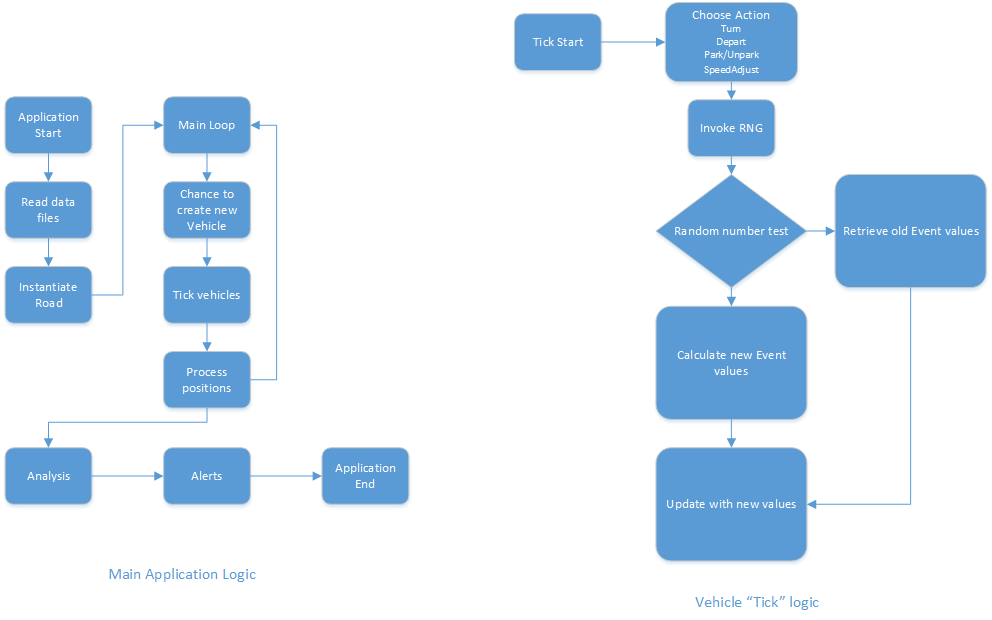 Application
Start
Read data
files
Instantiate
Road
Main Loop
Chance to
create new
Vehicle
Tick vehicles
Process
positions
Analysis
Alerts
Application
End
Main Application Logic
Tick Start
Choose Action
Turn
Depart
Park/Unpark
SpeedAdjust
Invoke RNG
Random number test
Retrieve old Event values
Calculate new Event
values
Update with new values
Vehicle “Tick” logic